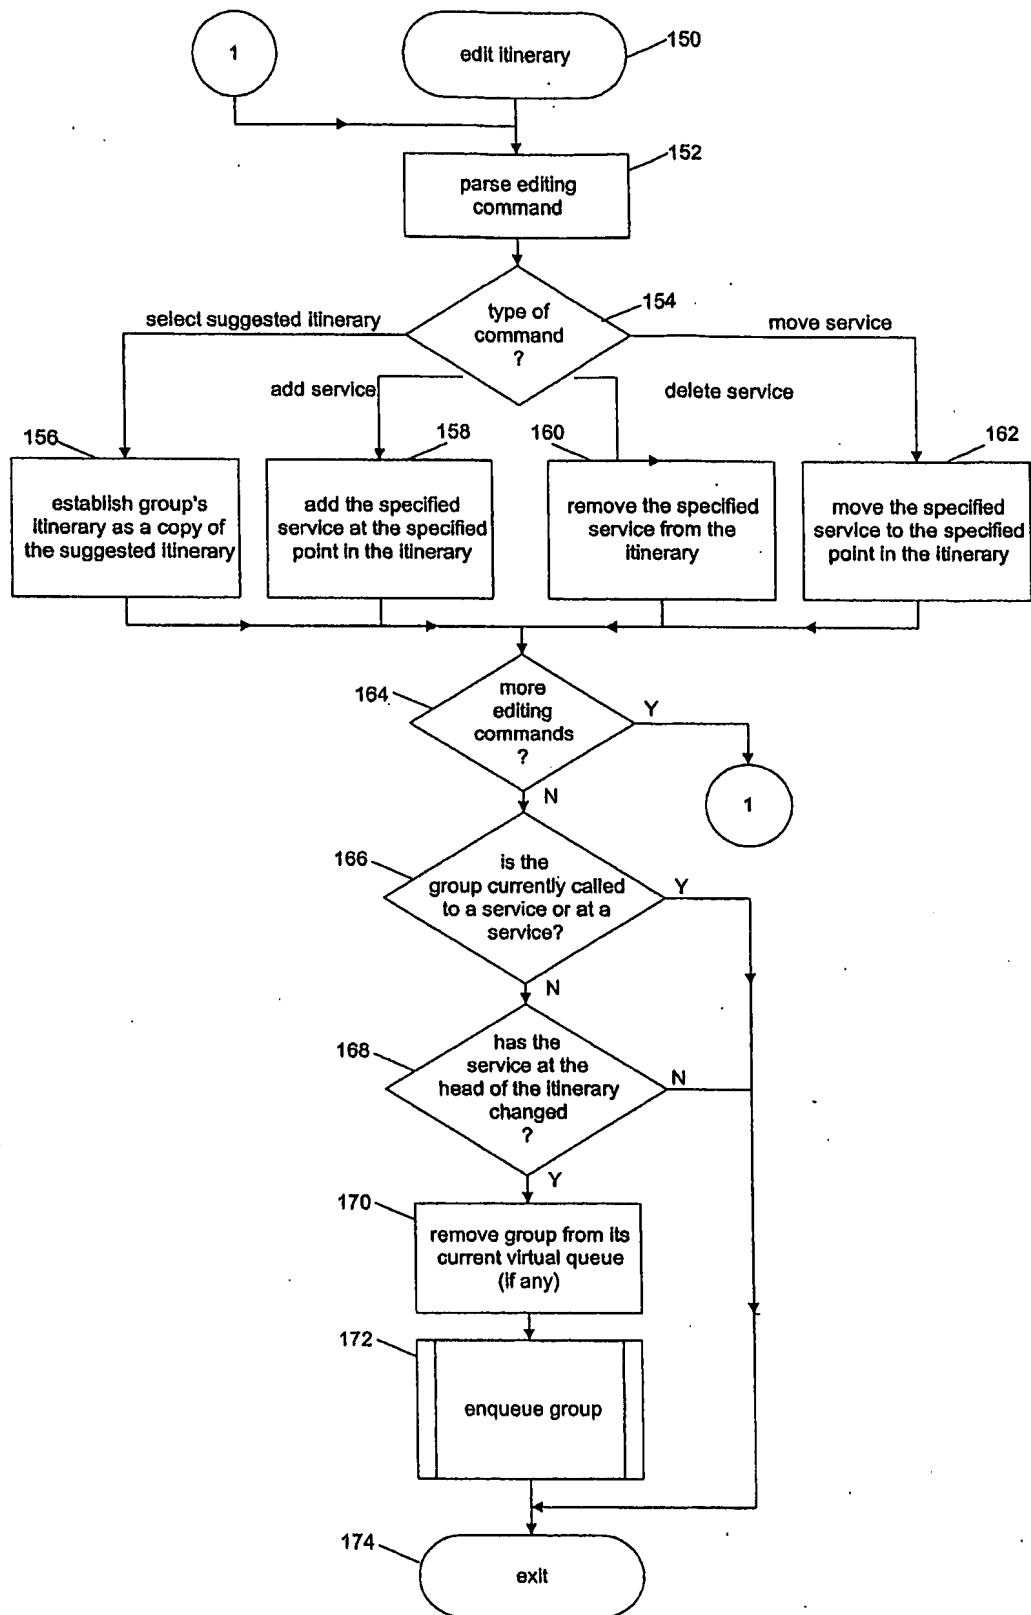 1
edit itinerary
150
152
parse editing
command
type of
command
?
154
select suggested itinerary
move service
add service
delete service
156
158
160
162
establish group's
itinerary as a copy of
the suggested itinerary
add the specified
service at the specified
point in the itinerary
remove the specified
service from the
itinerary
move the specified
service to the specified
point in the itinerary
164
more
editing
commands
?
Y
1
N
166
is the
group currently called
to a service or at a
service?
Y
N
168
has the
service at the
head of the itinerary
changed
?
N
Y
170
remove group from its
current virtual queue
(if any)
172
enqueue group
174
exit